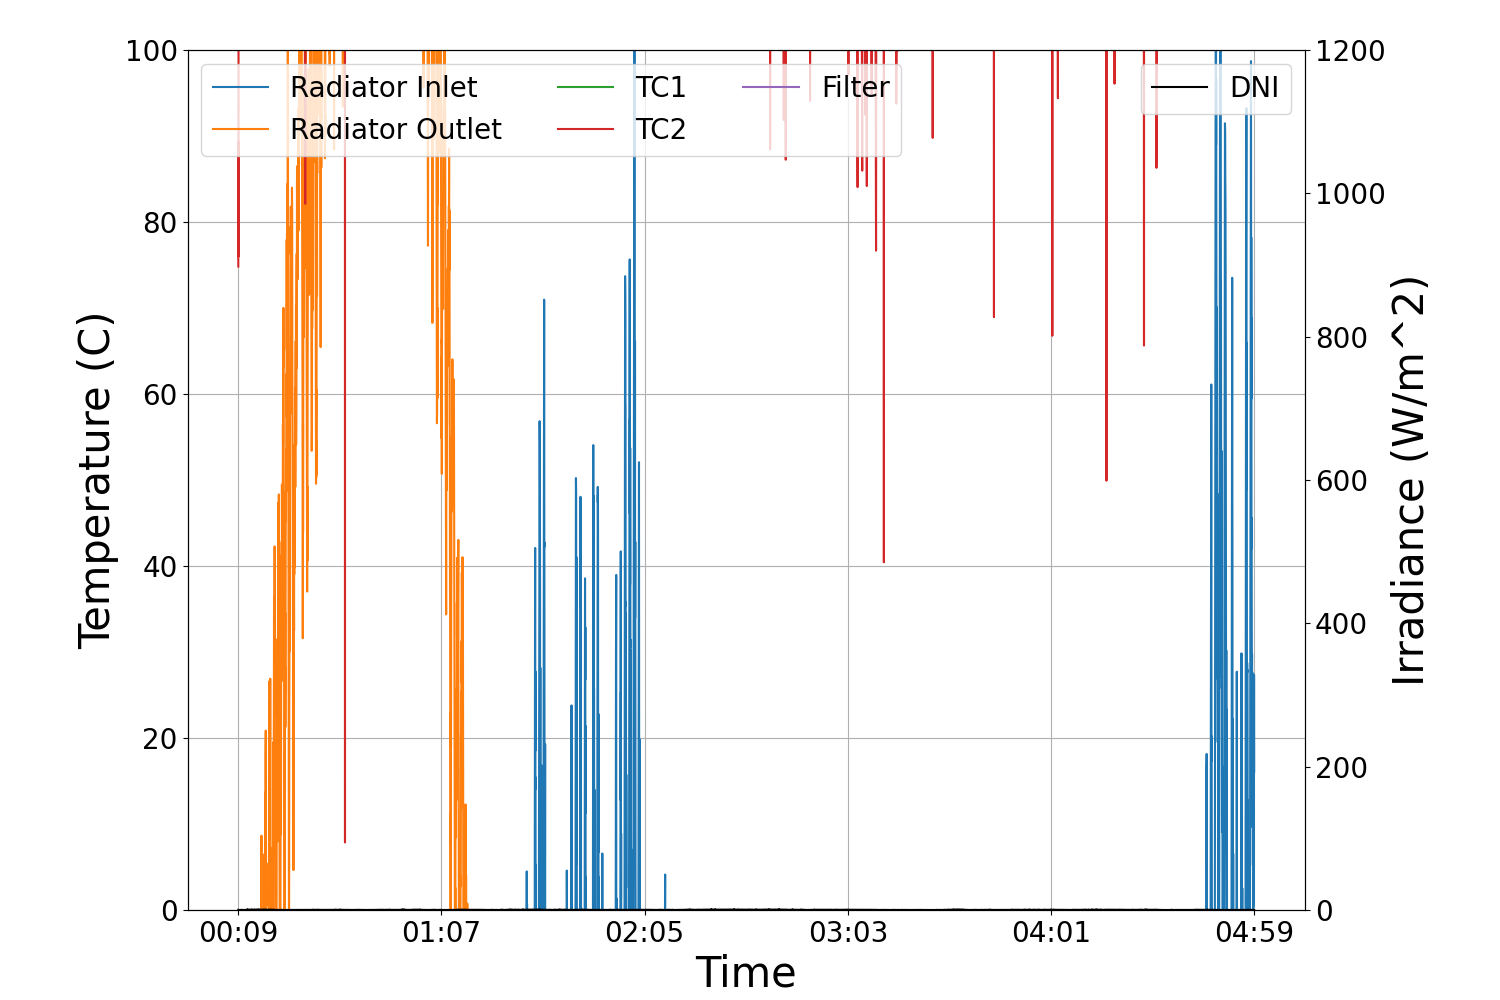 100
80
60
40
20
0
Temperature (C)
Radiator Inlet
Radiator Outlet
TC1
TC2
Filter
DNI
1200
1000
800
600
400
200
0
Irradiance (W/m^2)
00:09
01:07
02:05
03:03
04:01
04:59
Time